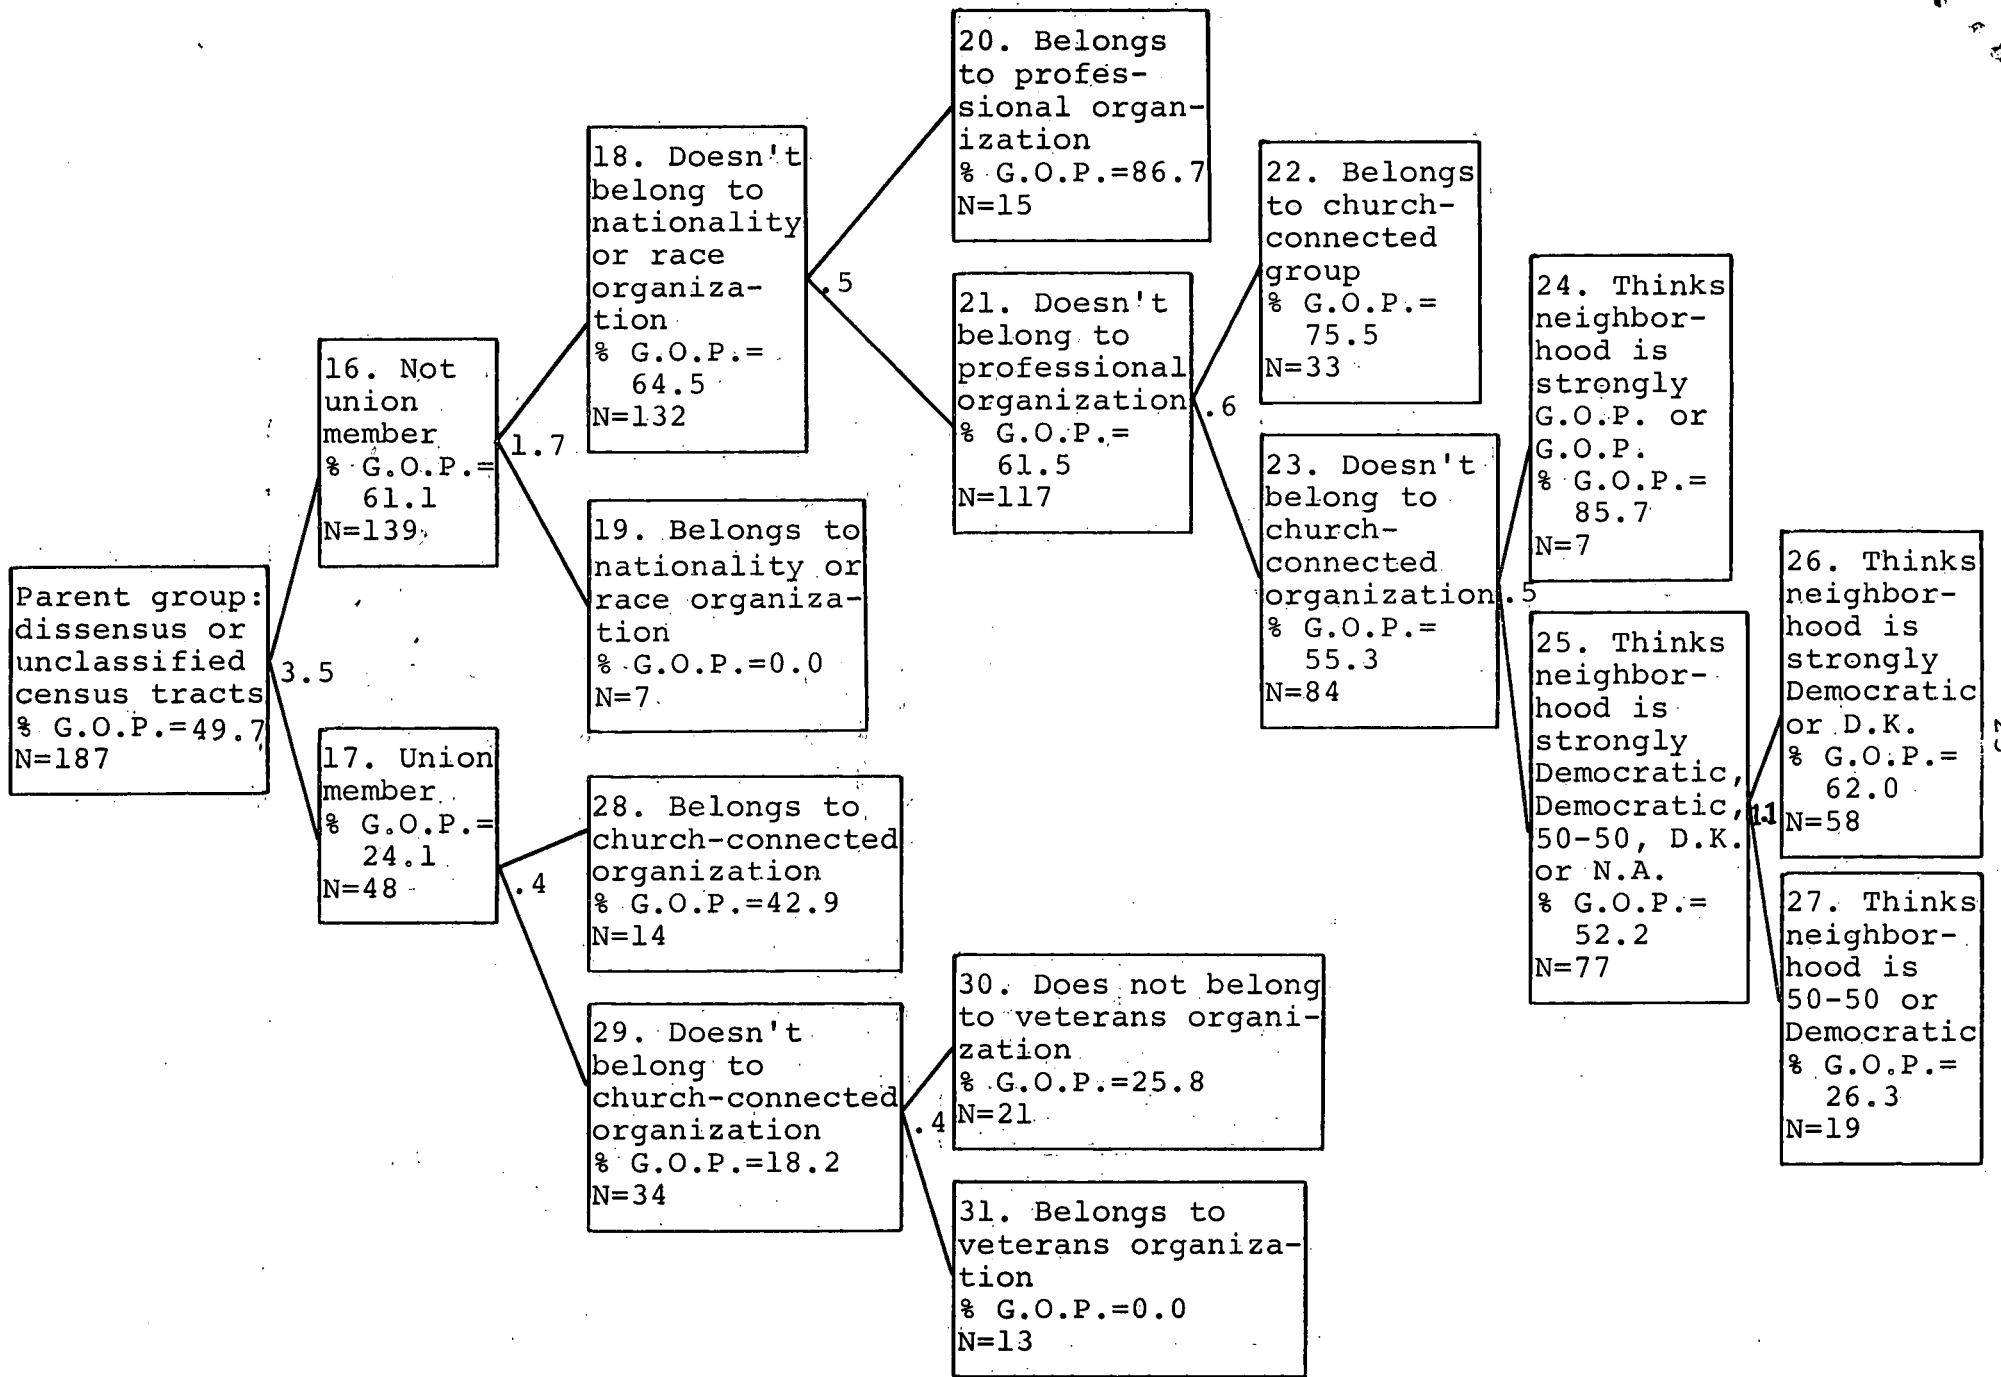 Parent group:
dissensus or
unclassified
census tracts
% G.O.P.=49.7
N=187
3.5
16. Not
union
member
% G.O.P.=
61.1
N=139
1.7
17. Union
member
% G.O.P.=
24.1
N=48
.4
18. Doesn't
belong to
nationality
or race
organiza-
tion
% G.O.P.=
64.5
N=132
.5
19. Belongs to
nationality or
race organiza-
tion
% G.O.P.=0.0
N=7
28. Belongs to
church-connected
organization
% G.O.P.=42.9
N=14
29. Doesn't
belong to
church-connected
organization
% G.O.P.=18.2
N=34
.4
20. Belongs
to profes-
sional organ-
ization
% G.O.P.=86.7
N=15
21. Doesn't
belong to
professional
organization
% G.O.P.=
61.5
N=117
.6
30. Does not belong
to veterans organi-
zation
% G.O.P.=25.8
N=21
31. Belongs to
veterans organiza-
tion
% G.O.P.=0.0
N=13
22. Belongs
to church-
connected
group
% G.O.P.=
75.5
N=33
23. Doesn't
belong to
church-
connected
organization
% G.O.P.=
55.3
N=84
.5
24. Thinks
neighbor-
hood is
strongly
G.O.P. or
G.O.P.
% G.O.P.=
85.7
N=7
25. Thinks
neighbor-
hood is
strongly
Democratic,
Democratic,
50-50, D.K.
or N.A.
% G.O.P.=
52.2
N=77
1.1
26. Thinks
neighbor-
hood is
strongly
Democratic
or D.K.
% G.O.P.=
62.0
N=58
27. Thinks
neighbor-
hood is
50-50 or
Democratic
% G.O.P.=
26.3
N=19